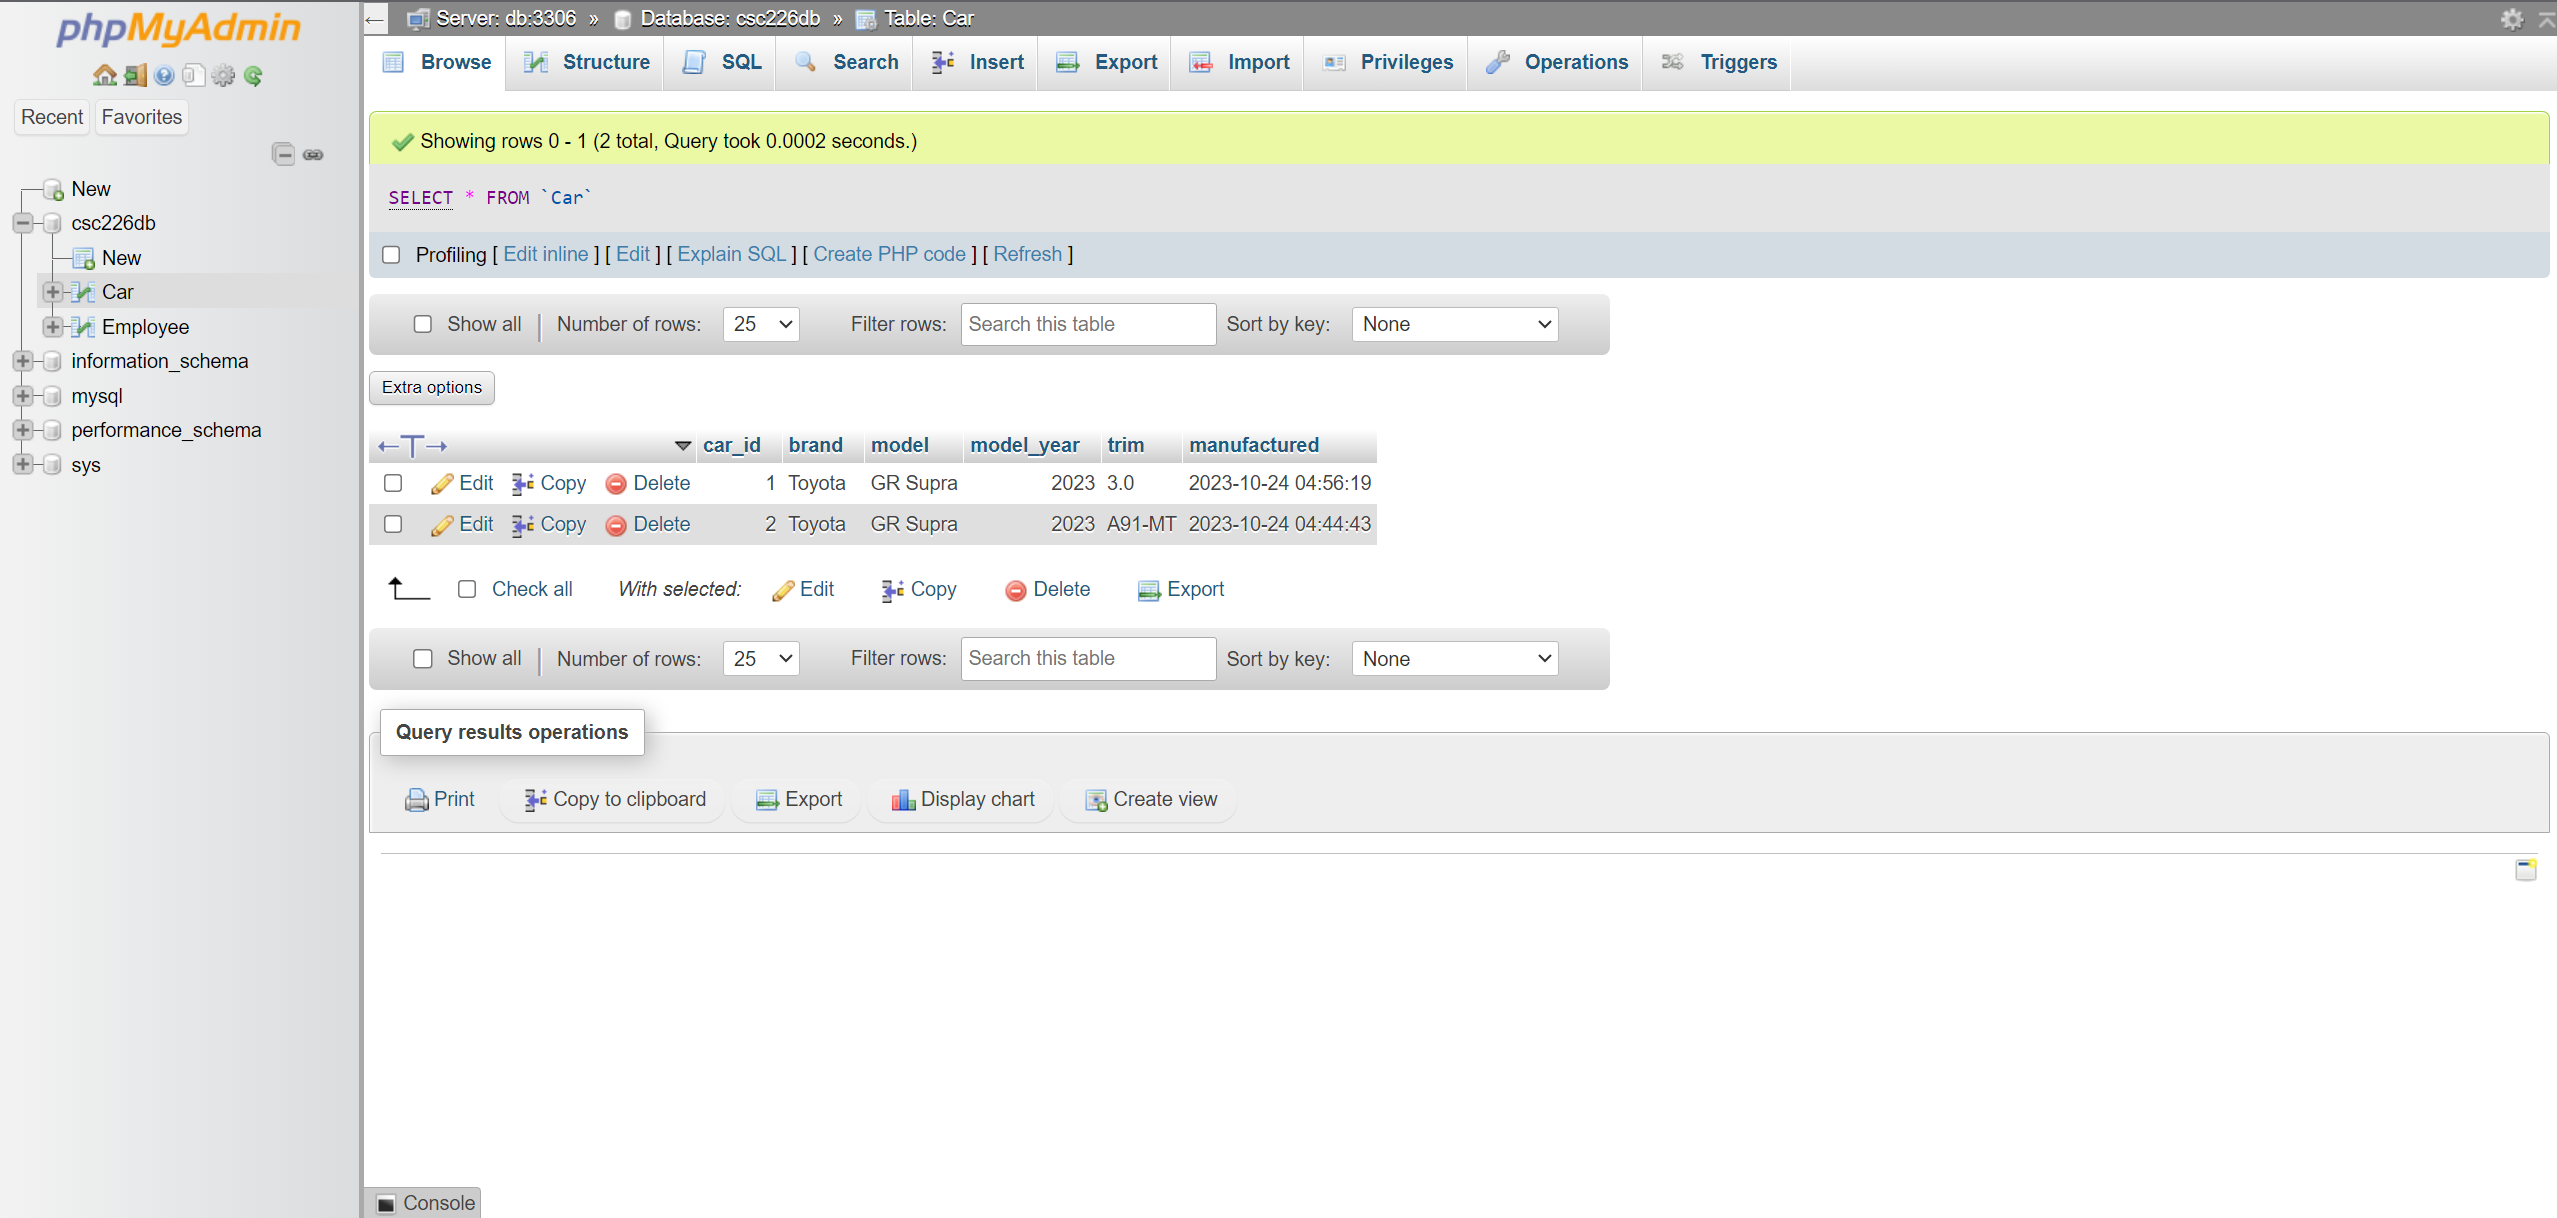 phpMyAdmin
Recent Favorites
New
csc226db
New
Car
Employee
information_schema
mysql
performance_schema
sys
Server: db:3306 » Database: csc226db » Table: Car
Browse Structure SQL Search Insert Export Import Privileges Operations Triggers
Showing rows 0 - 1 (2 total, Query took 0.0002 seconds.)
SELECT * FROM `Car`
Profiling [ Edit inline ] [ Edit ] [ Explain SQL ] [ Create PHP code ] [ Refresh ]
Show all | Number of rows: 25 Filter rows: Search this table Sort by key: None
Extra options
←T→ car_id brand model model_year trim manufactured
Edit Copy Delete 1 Toyota GR Supra 2023 3.0 2023-10-24 04:56:19
Edit Copy Delete 2 Toyota GR Supra 2023 A91-MT 2023-10-24 04:44:43
Check all With selected: Edit Copy Delete Export
Show all | Number of rows: 25 Filter rows: Search this table Sort by key: None
Query results operations
Print Copy to clipboard Export Display chart Create view
Console